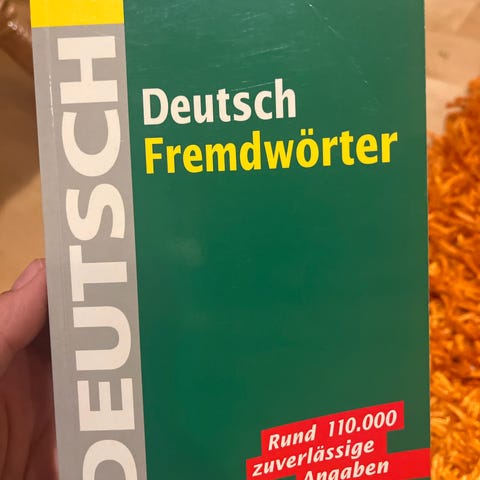 DEUTSCH
Deutsch
Fremdwörter
Rund 110.000
zuverlässige
Angaben